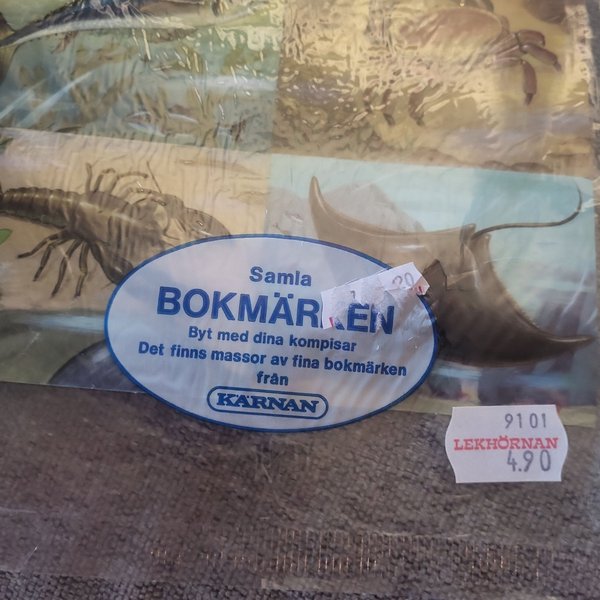 Samla
BOKMÄRKEN
Byt med dina kompisar
Det finns massor av fina bokmärken
från
KÄRNAN
9101
LEKHÖRNAN
4.90